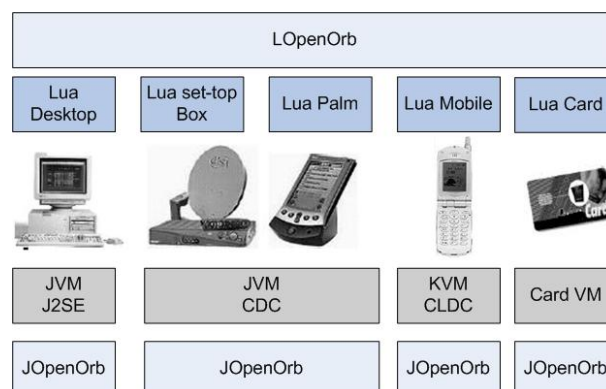 LOpenOrb
Lua Desktop
Lua set-top Box
Lua Palm
Lua Mobile
Lua Card
JVM
J2SE
JVM
CDC
KVM
CLDC
Card VM
JOpenOrb
JOpenOrb
JOpenOrb
JOpenOrb